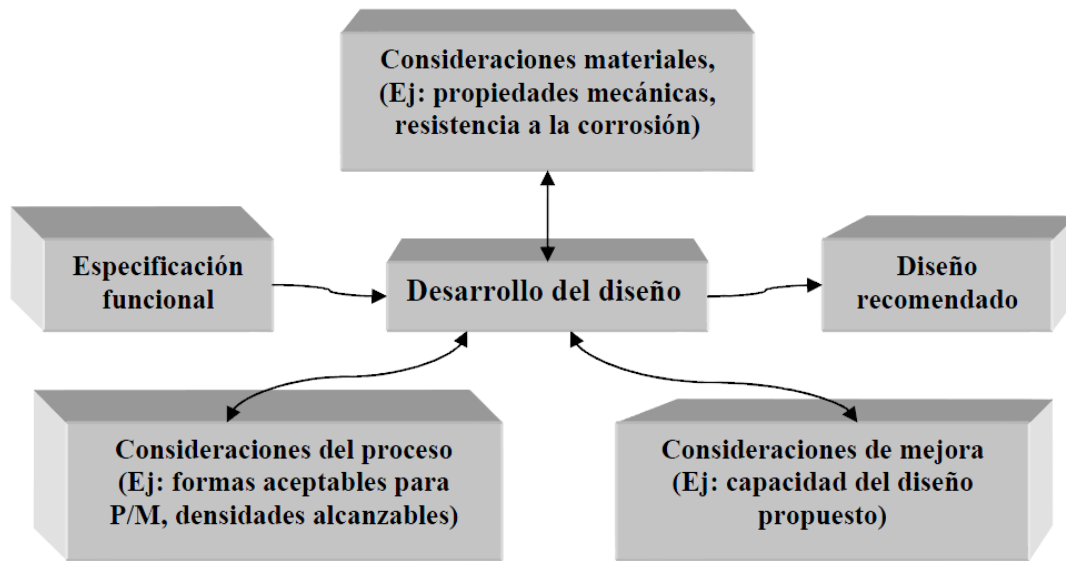 Consideraciones materiales,
(Ej: propiedades mecánicas,
resistencia a la corrosión)
Especificación
funcional
Desarrollo del diseño
Diseño
recomendado
Consideraciones del proceso
(Ej: formas aceptables para
P/M, densidades alcanzables)
Consideraciones de mejora
(Ej: capacidad del diseño
propuesto)